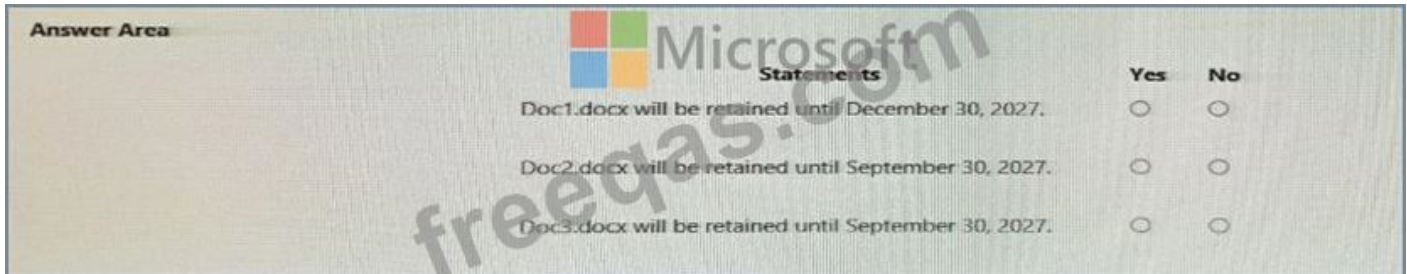 Answer Area
Microsoft
Statements Yes No
Doc1.docx will be retained until December 30, 2027.
Doc2.docx will be retained until September 30, 2027.
Doc3.docx will be retained until September 30, 2027.
freeqas.com